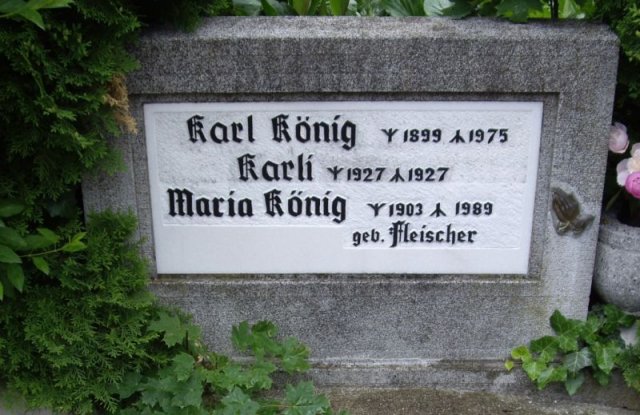 Karl König ᛉ 1899 ᛣ 1975
Karli ᛉ 1927 ᛣ 1927
Maria König ᛉ 1903 ᛣ 1989
geb. Fleischer